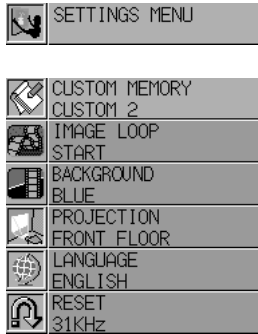 SETTINGS MENU
CUSTOM MEMORY
CUSTOM 2
IMAGE LOOP
START
BACKGROUND
BLUE
PROJECTION
FRONT FLOOR
LANGUAGE
ENGLISH
RESET
31KHz